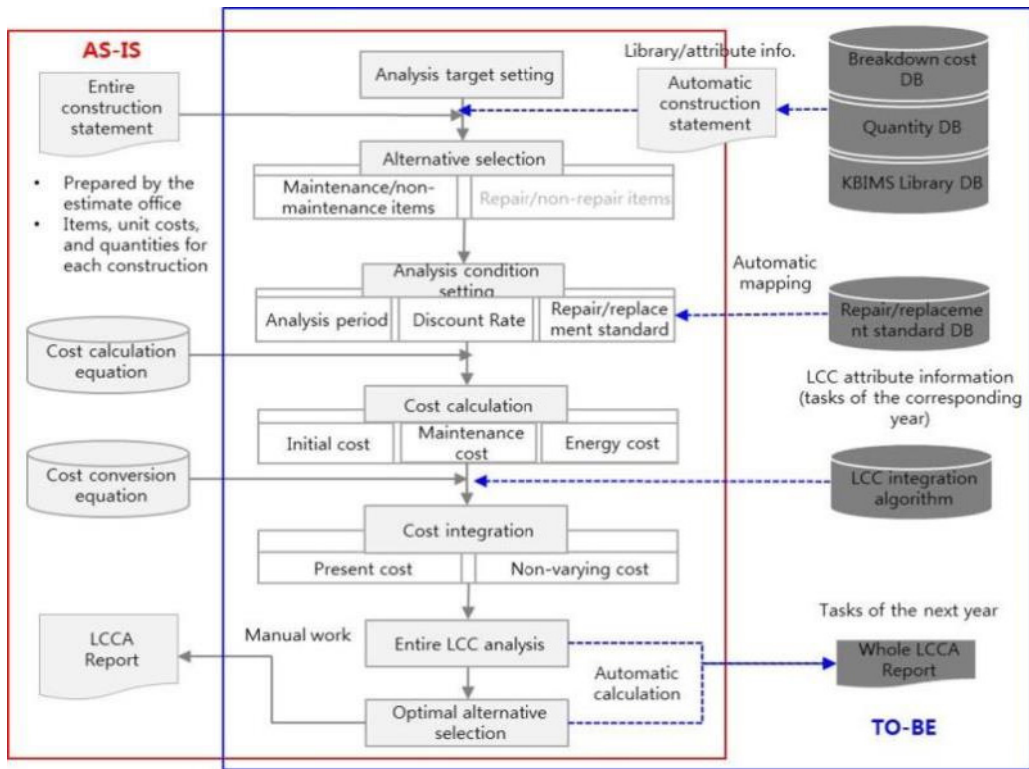 AS-IS
Entire
construction
statement
Analysis target setting
Library/attribute info.
Automatic
construction
statement
Breakdown cost
DB
Quantity DB
KBIMS Library DB
• Prepared by the
estimate office
• Items, unit costs,
and quantities for
each construction
Alternative selection
Maintenance/non-
maintenance items
Repair/non-repair items
Analysis condition
setting
Analysis period
Discount Rate
Repair/replace
ment standard
Automatic
mapping
Repair/replaceme
nt standard DB
Cost calculation
equation
LCC attribute information
(tasks of the corresponding
year)
Cost calculation
Initial cost
Maintenance
cost
Energy cost
Cost conversion
equation
LCC integration
algorithm
Cost integration
Present cost
Non-varying cost
Tasks of the next year
LCCA
Report
Manual work
Entire LCC analysis
Automatic
calculation
Whole LCCA
Report
Optimal alternative
selection
TO-BE